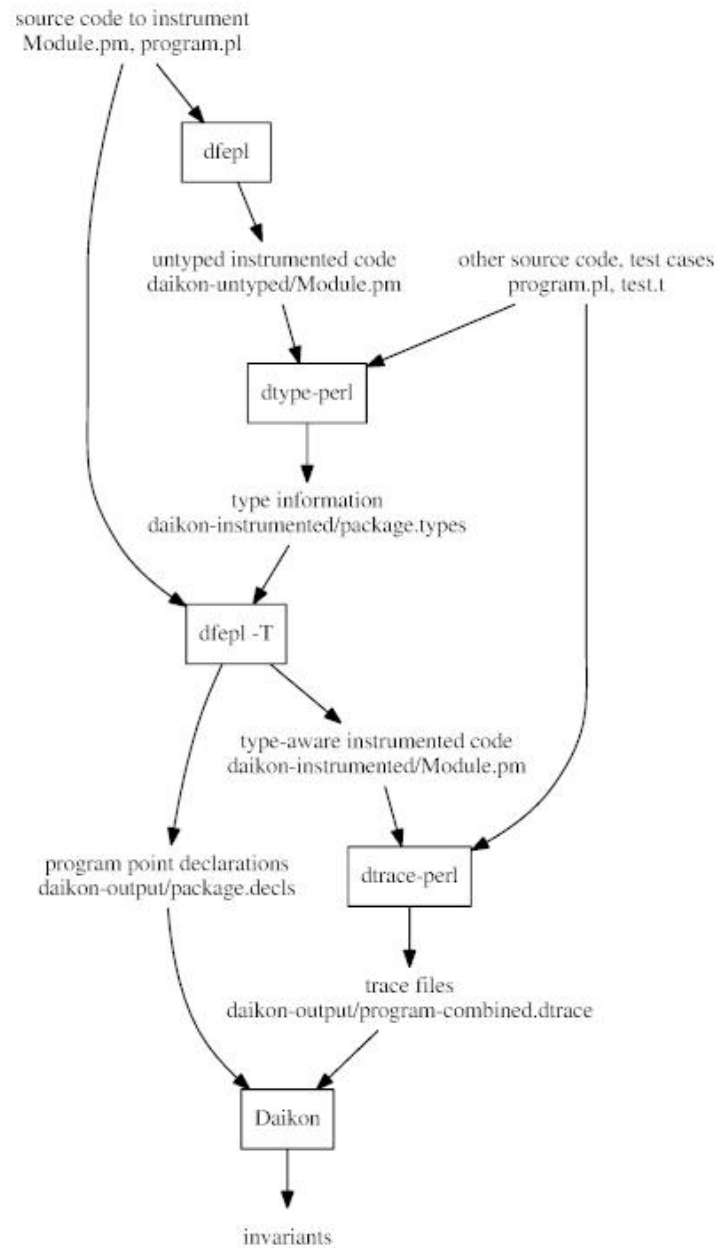 source code to instrument
Module.pm, program.pl
dfepl
untyped instrumented code
daikon-untyped/Module.pm
other source code, test cases
program.pl, test.t
dtype-perl
type information
daikon-instrumented/package.types
dfepl -T
type-aware instrumented code
daikon-instrumented/Module.pm
program point declarations
daikon-output/package.decls
dtrace-perl
trace files
daikon-output/program-combined.dtrace
Daikon
invariants